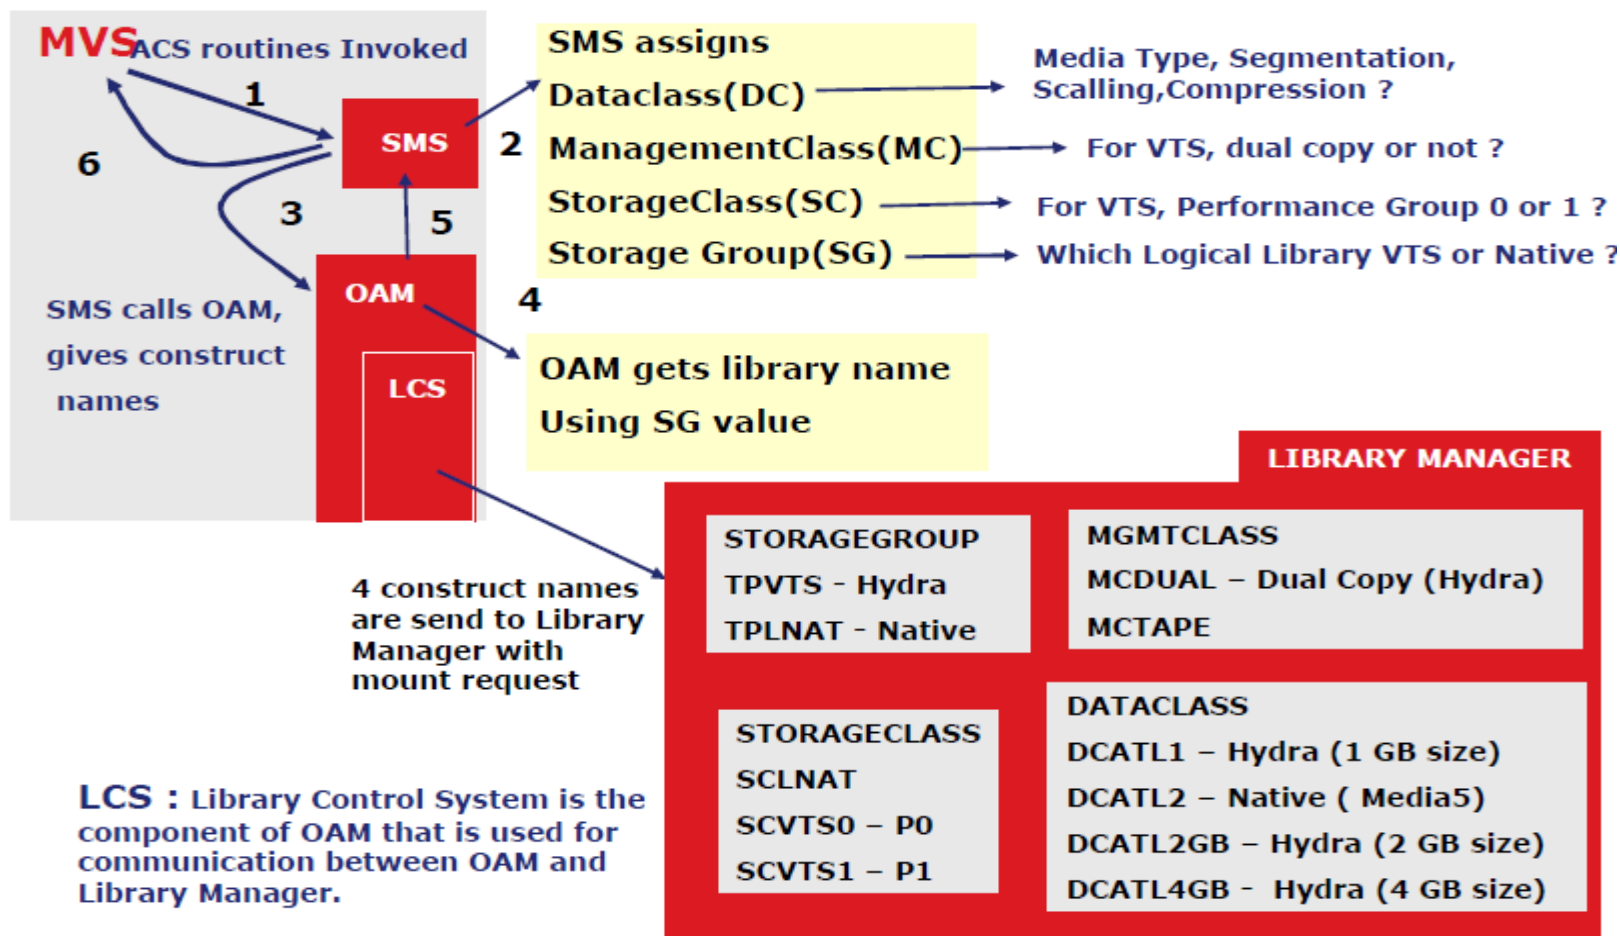 MVS ACS routines Invoked
1
6
3
5
SMS
2
SMS assigns
Dataclass(DC)
ManagementClass(MC)
StorageClass(SC)
Storage Group(SG)
Media Type, Segmentation,
Scalling,Compression ?
For VTS, dual copy or not ?
For VTS, Performance Group 0 or 1 ?
Which Logical Library VTS or Native ?
SMS calls OAM,
gives construct
names
OAM
LCS
4
OAM gets library name
Using SG value
4 construct names
are send to Library
Manager with
mount request
LIBRARY MANAGER
STORAGEGROUP
TPVTS - Hydra
TPLNAT - Native
MGMTCLASS
MCDUAL – Dual Copy (Hydra)
MCTAPE
STORAGECLASS
SCLNAT
SCVTS0 – P0
SCVTS1 – P1
DATACLASS
DCATL1 – Hydra (1 GB size)
DCATL2 – Native ( Media5)
DCATL2GB – Hydra (2 GB size)
DCATL4GB - Hydra (4 GB size)
LCS : Library Control System is the
component of OAM that is used for
communication between OAM and
Library Manager.